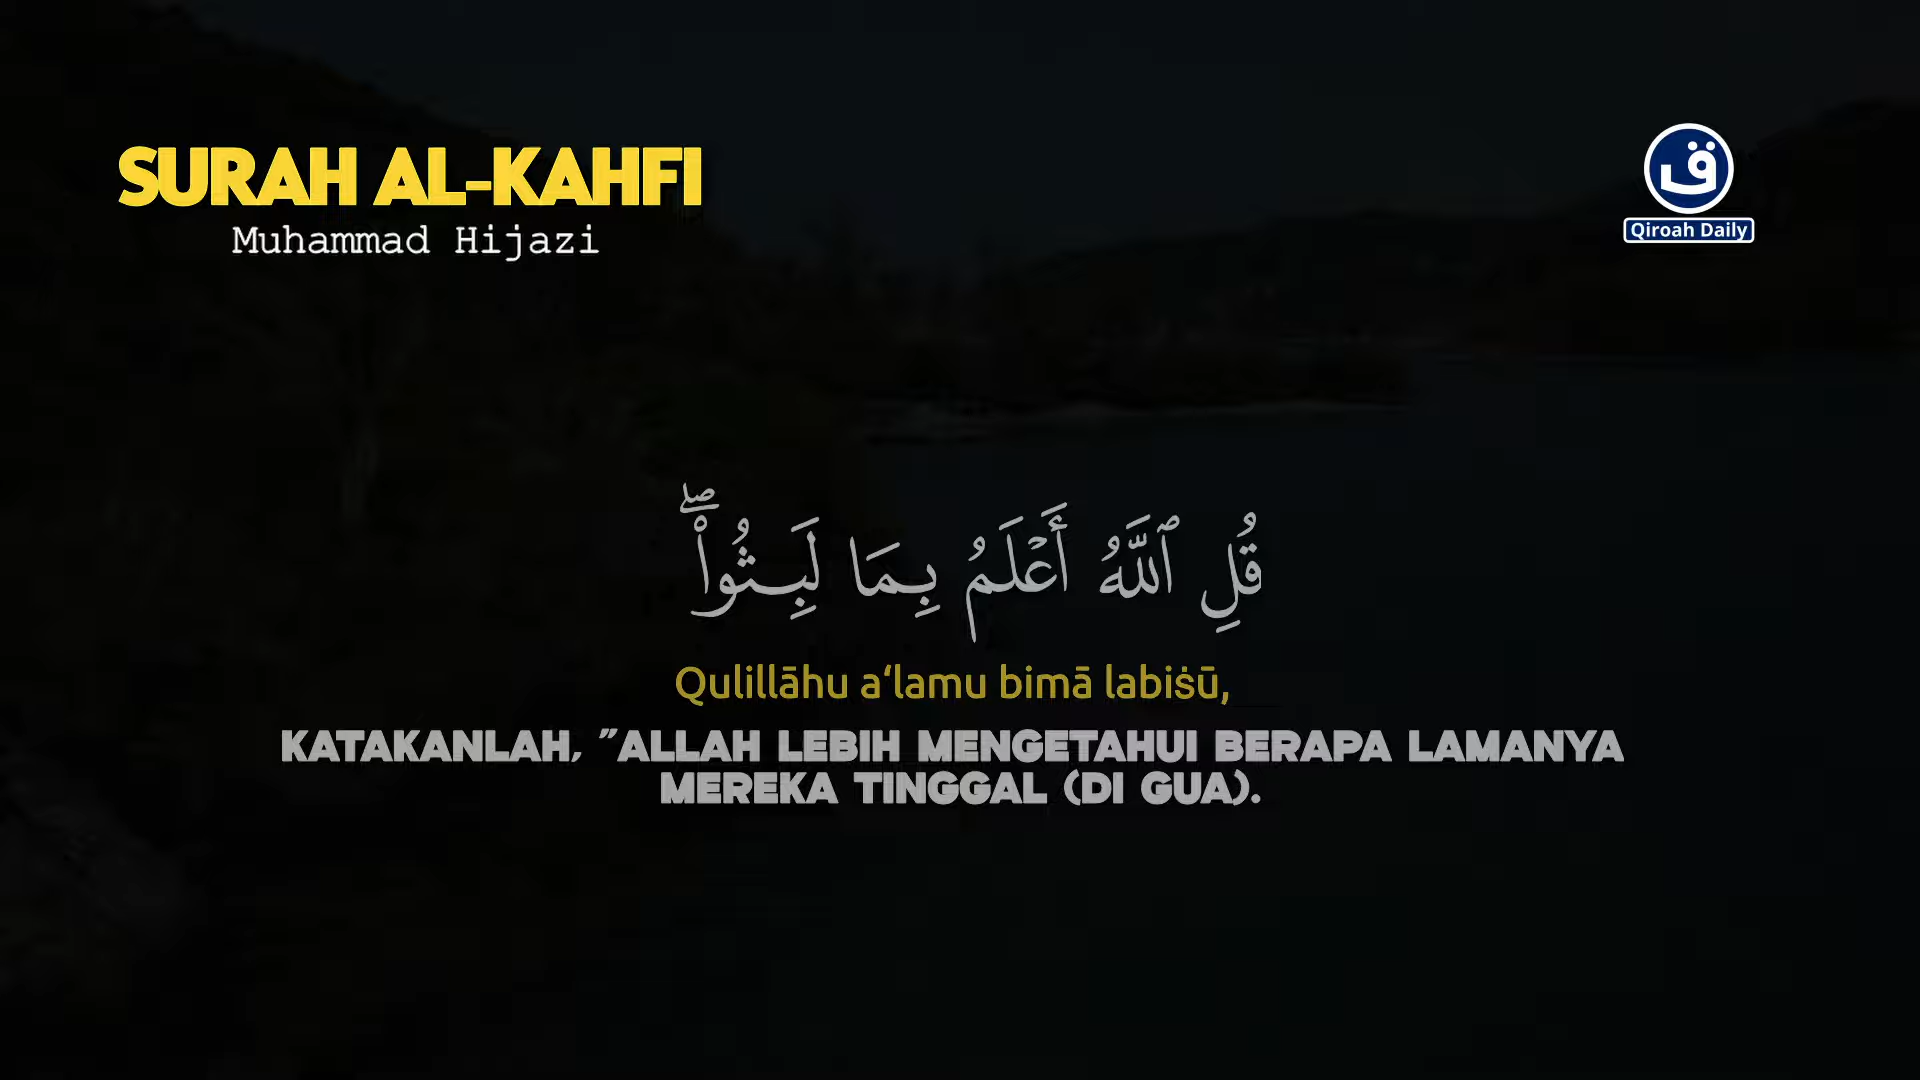 SURAH AL-KAHFI
Muhammad Hijazi
ق
Qiroah Daily
قُلِ ٱللَّهُ أَعْلَمُ بِمَا لَبِثُوا۟ ۖ
Qulillāhu a‘lamu bimā labiṡū,
KATAKANLAH, "ALLAH LEBIH MENGETAHUI BERAPA LAMANYA
MEREKA TINGGAL (DI GUA).